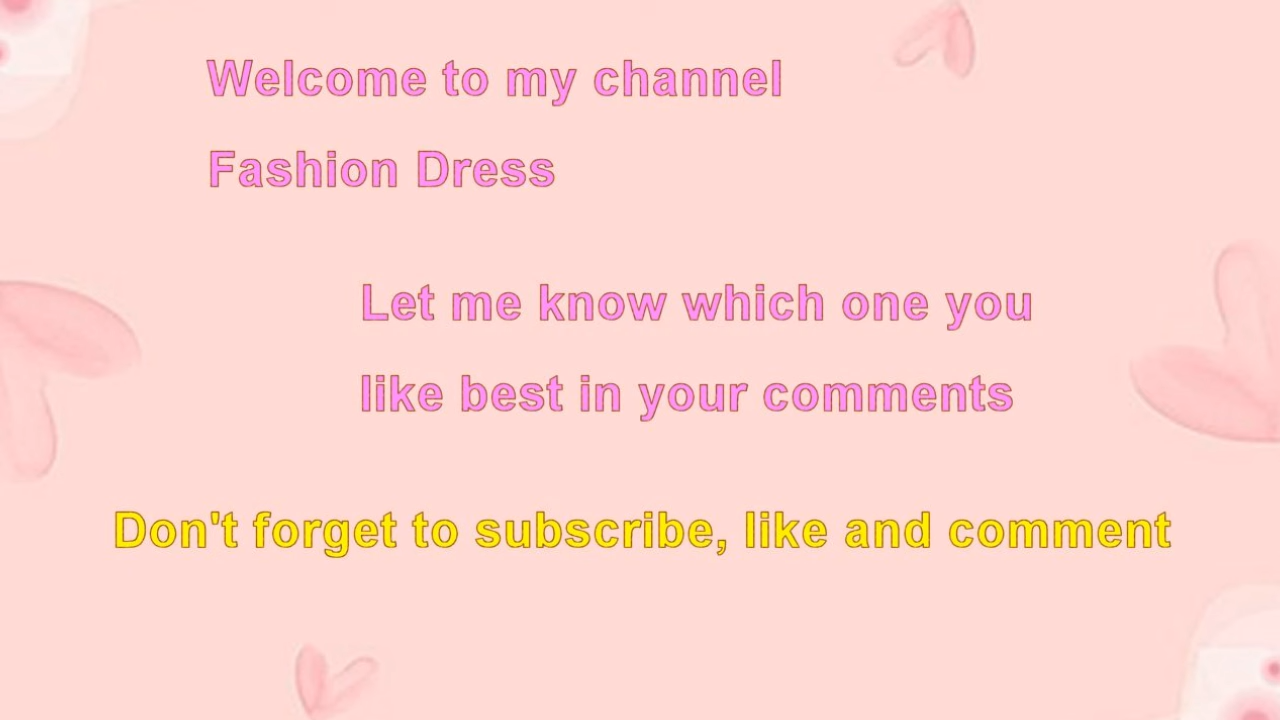 Welcome to my channel
Fashion Dress
Let me know which one you
like best in your comments
Don't forget to subscribe, like and comment